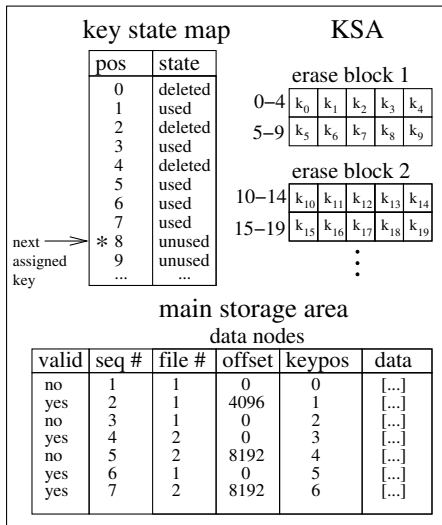 key state map
pos state
0 deleted
1 used
2 deleted
3 used
4 deleted
5 used
6 used
7 used
next * 8 unused
assigned 9 unused
key ... ...
KSA
erase block 1
0-4 k0 k1 k2 k3 k4
5-9 k5 k6 k7 k8 k9
erase block 2
10-14 k10 k11 k12 k13 k14
15-19 k15 k16 k17 k18 k19
main storage area
data nodes
valid seq # file # offset keypos data
no 1 1 0 0 [...]
yes 2 1 4096 1 [...]
no 3 1 0 2 [...]
yes 4 2 0 3 [...]
no 5 2 8192 4 [...]
yes 6 1 0 5 [...]
yes 7 2 8192 6 [...]